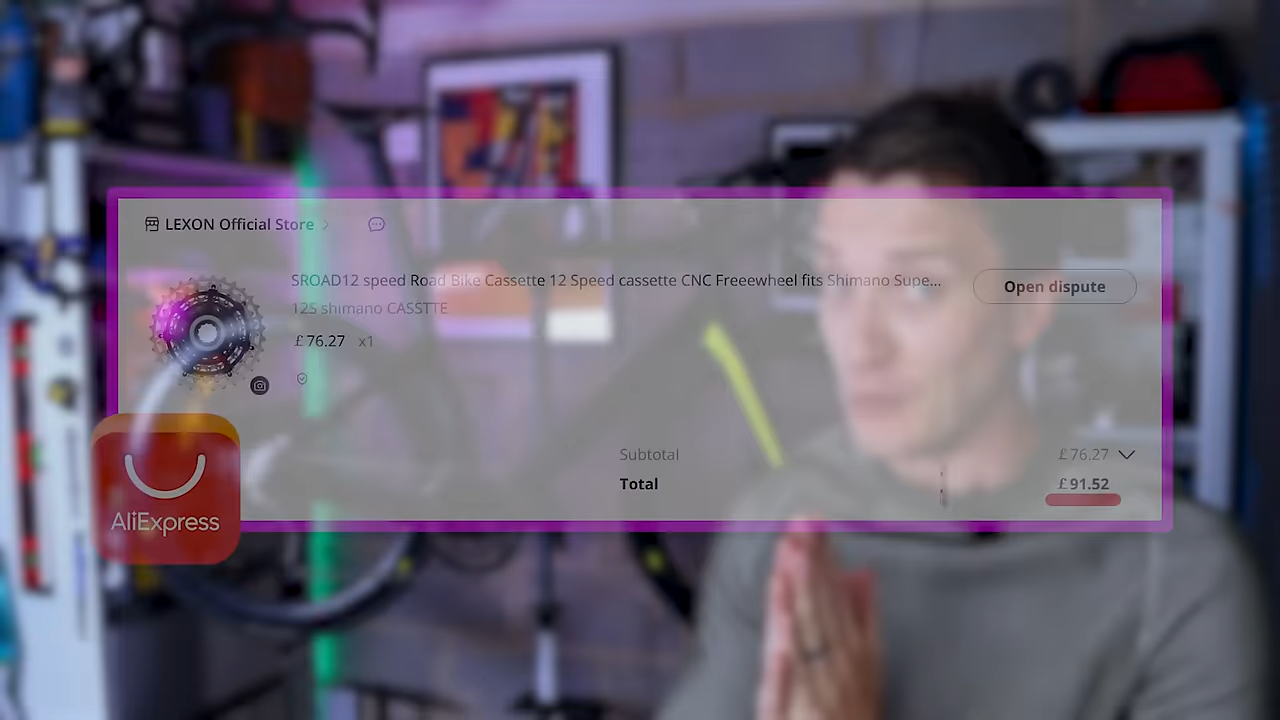 LEXON Official Store
SROAD12 speed Road Bike Cassette 12 Speed cassette CNC Freeewheel fits Shimano Supe...
Open dispute
12S shimano CASSTTE
£76.27 x1
Subtotal £76.27
Total £91.52
AliExpress